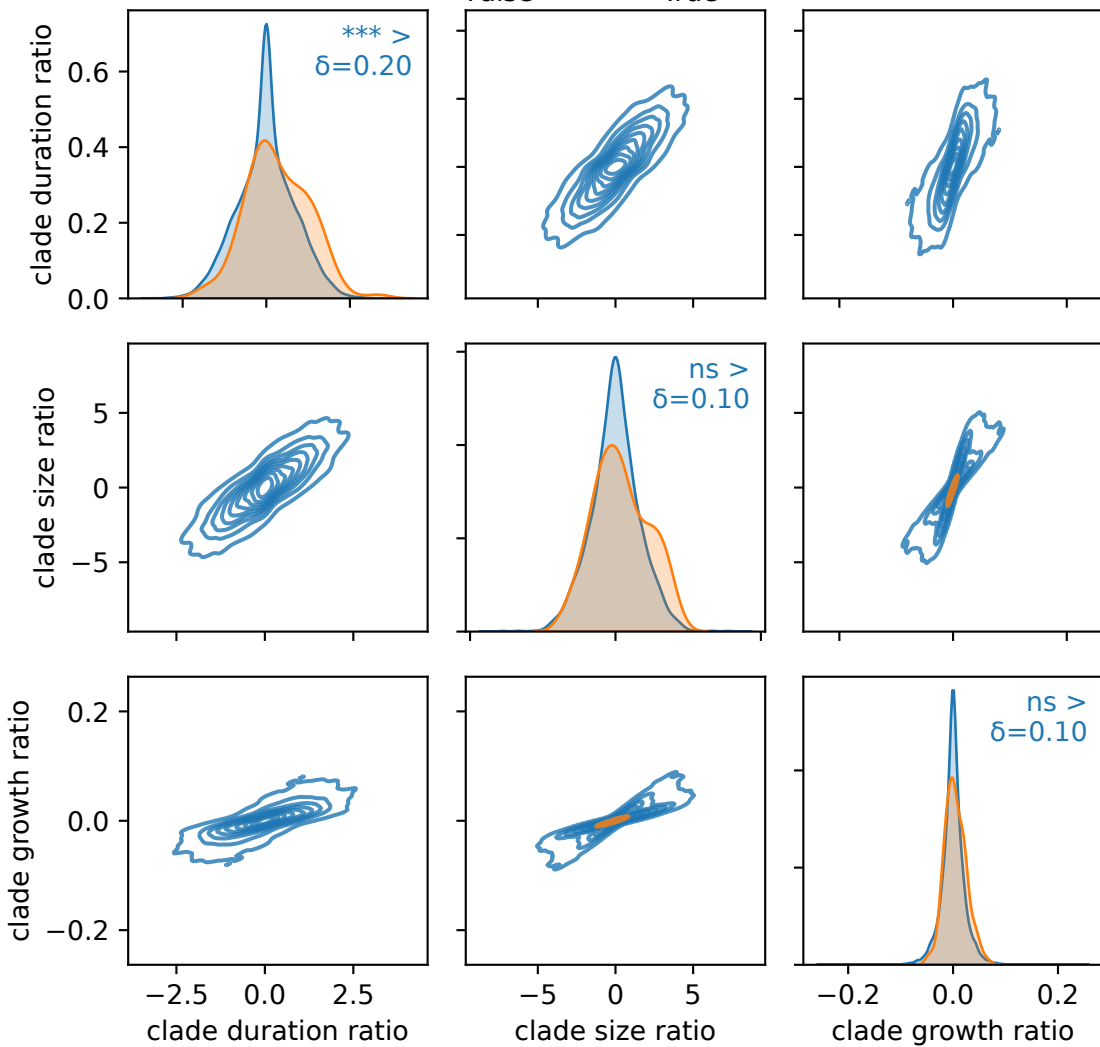 clade duration ratio
0.6
0.4
0.2
0.0
*** >
δ=0.20
clade size ratio
5
0
−5
ns >
δ=0.10
clade growth ratio
0.2
0.0
−0.2
ns >
δ=0.10
−2.5 0.0 2.5
−5 0 5
−0.2 0.0 0.2
clade duration ratio
clade size ratio
clade growth ratio